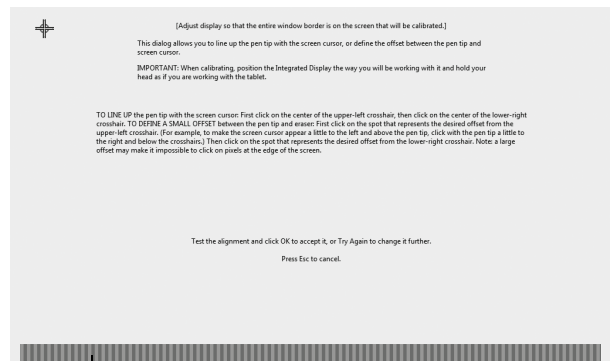 [Adjust display so that the entire window border is on the screen that will be calibrated.]
This dialog allows you to line up the pen tip with the screen cursor, or define the offset between the pen tip and
screen cursor.
IMPORTANT: When calibrating, position the Integrated Display the way you will be working with it and hold your
head as if you are working with the tablet.
TO LINE UP the pen tip with the screen cursor: First click on the center of the upper-left crosshair, then click on the center of the lower-right
crosshair. TO DEFINE A SMALL OFFSET between the pen tip and eraser: First click on the spot that represents the desired offset from the
upper-left crosshair. (For example, to make the screen cursor appear a little to the left and above the pen tip, click with the pen tip a little to
the right and below the crosshairs.) Then click on the spot that represents the desired offset from the lower-right crosshair. Note: a large
offset may make it impossible to click on pixels at the edge of the screen.
Test the alignment and click OK to accept it, or Try Again to change it further.
Press Esc to cancel.